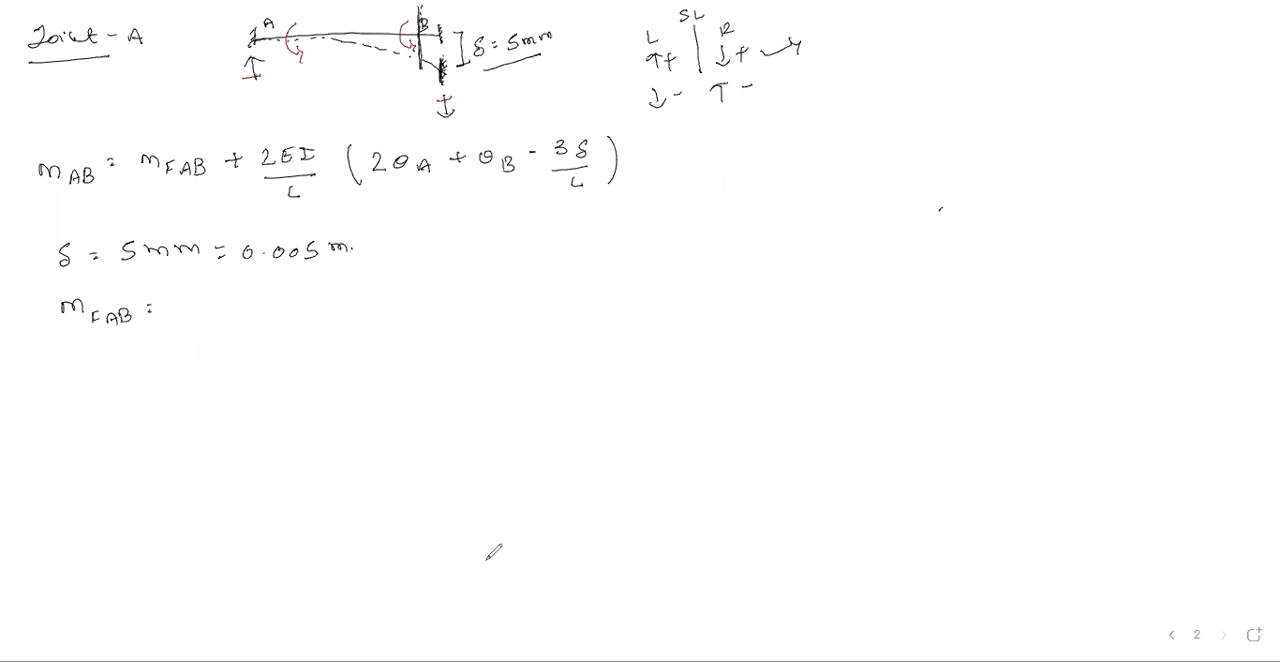 Joint - A
A B δ = 5mm
SL
L R
↑+ ↓+
↓- ↑-
M_AB = M_FAB + 2EI/L (2θ_A + θ_B - 3δ/L)
δ = 5mm = 0.005 m.
M_FAB =
< 2 >